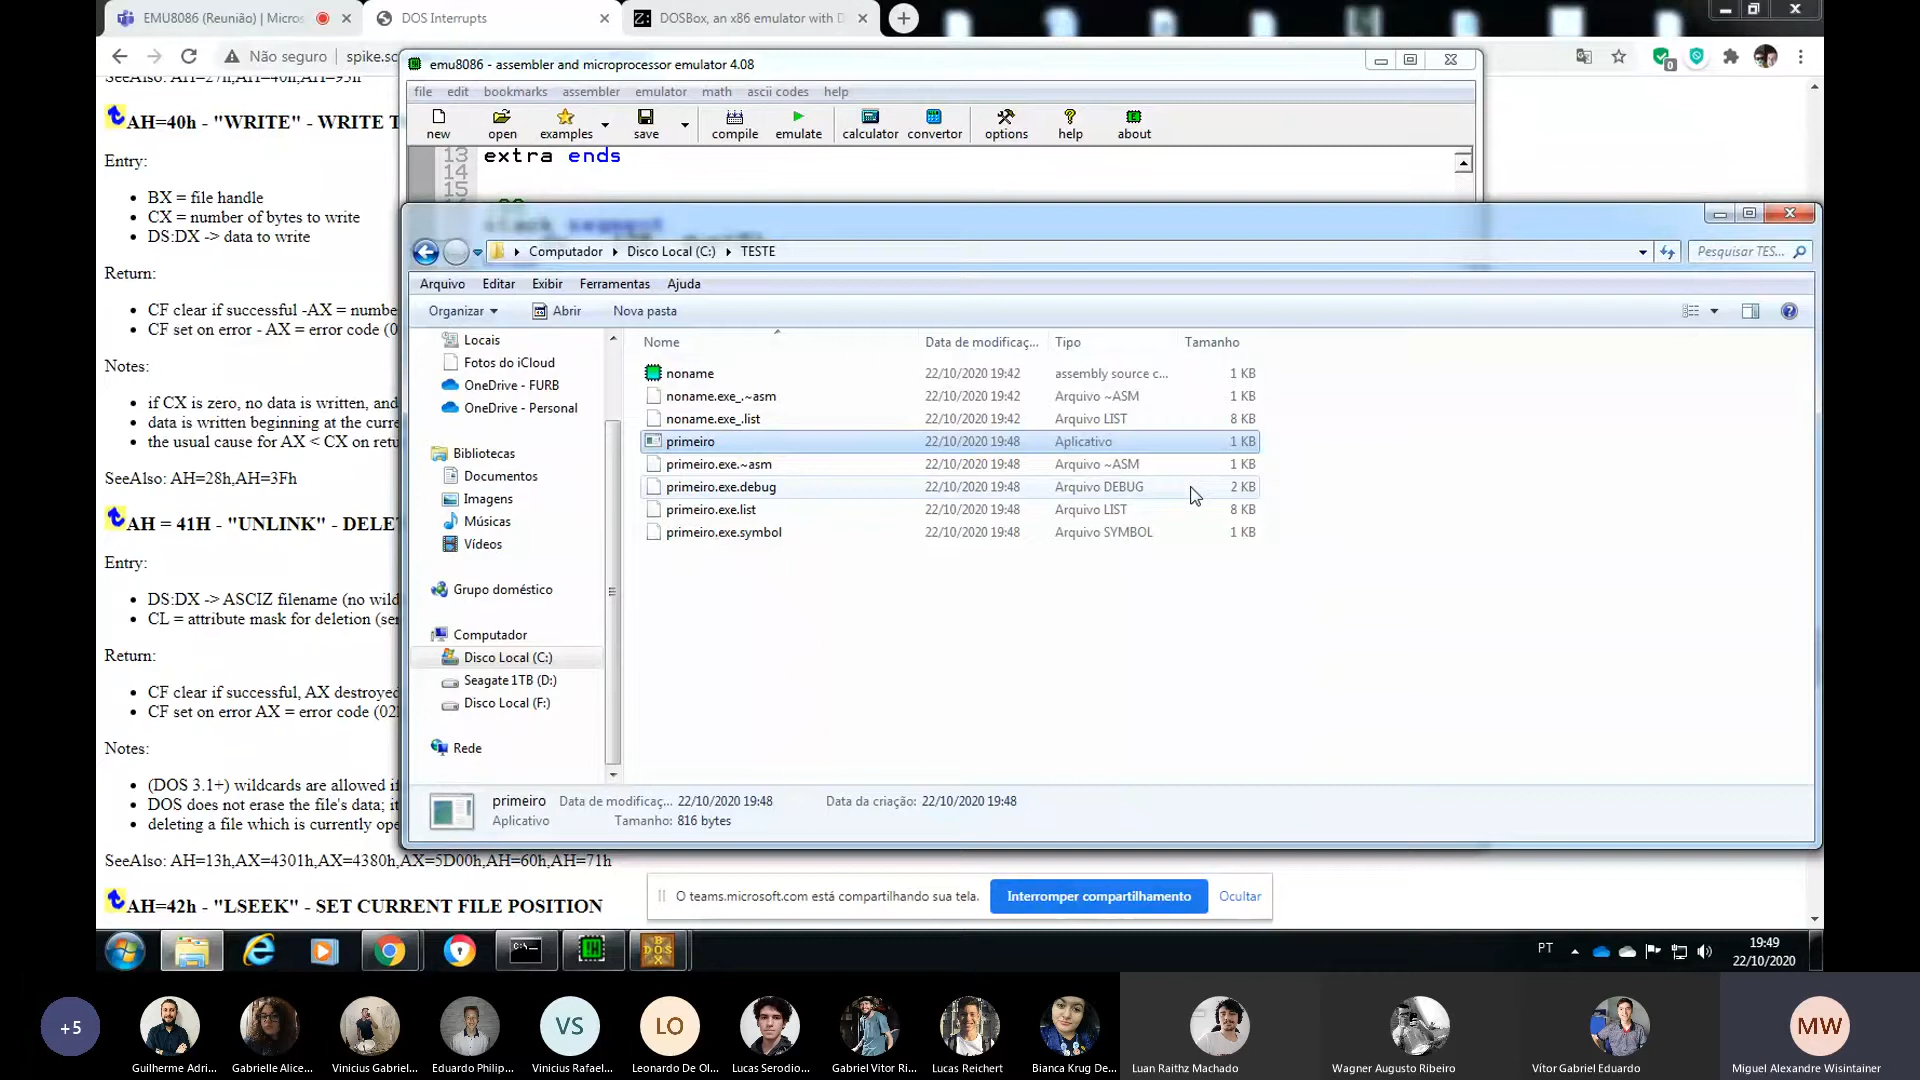 EMU8086 (Reunião) | Micros
DOS Interrupts
DOSBox, an x86 emulator with D
Não seguro
spike.sc
SeeAlso: AH=27h,AH=40h,AH=93h
AH=40h - "WRITE" - WRITE T
Entry:
BX = file handle
CX = number of bytes to write
DS:DX -> data to write
Return:
CF clear if successful -AX = numbe
CF set on error - AX = error code (0
Notes:
if CX is zero, no data is written, and
data is written beginning at the curre
the usual cause for AX < CX on retu
SeeAlso: AH=28h,AH=3Fh
AH = 41H - "UNLINK" - DELET
Entry:
DS:DX -> ASCIZ filename (no wild
CL = attribute mask for deletion (ser
Return:
CF clear if successful, AX destroyed
CF set on error AX = error code (02
Notes:
(DOS 3.1+) wildcards are allowed if
DOS does not erase the file's data; it
deleting a file which is currently ope
SeeAlso: AH=13h,AX=4301h,AX=4380h,AX=5D00h,AH=60h,AH=71h
AH=42h - "LSEEK" - SET CURRENT FILE POSITION
emu8086 - assembler and microprocessor emulator 4.08
file edit bookmarks assembler emulator math ascii codes help
new open examples save compile emulate calculator convertor options help about
13 extra ends
14
15
segment
Computador Disco Local (C:) TESTE
Pesquisar TES...
Arquivo Editar Exibir Ferramentas Ajuda
Organizar Abrir Nova pasta
Locais
Fotos do iCloud
OneDrive - FURB
OneDrive - Personal
Bibliotecas
Documentos
Imagens
Músicas
Vídeos
Grupo doméstico
Computador
Disco Local (C:)
Seagate 1TB (D:)
Disco Local (F:)
Rede
Nome Data de modificaç... Tipo Tamanho
noname 22/10/2020 19:42 assembly source c... 1 KB
noname.exe_.~asm 22/10/2020 19:42 Arquivo ~ASM 1 KB
noname.exe_.list 22/10/2020 19:42 Arquivo LIST 8 KB
primeiro 22/10/2020 19:48 Aplicativo 1 KB
primeiro.exe.~asm 22/10/2020 19:48 Arquivo ~ASM 1 KB
primeiro.exe.debug 22/10/2020 19:48 Arquivo DEBUG 2 KB
primeiro.exe.list 22/10/2020 19:48 Arquivo LIST 8 KB
primeiro.exe.symbol 22/10/2020 19:48 Arquivo SYMBOL 1 KB
primeiro Data de modificaç... 22/10/2020 19:48 Data da criação: 22/10/2020 19:48
Aplicativo Tamanho: 816 bytes
O teams.microsoft.com está compartilhando sua tela.
Interromper compartilhamento
Ocultar
PT
19:49
22/10/2020
+5
VS
LO
MW
Guilherme Adri...
Gabrielle Alice...
Vinicius Gabriel...
Eduardo Philip...
Vinicius Rafael...
Leonardo De Ol...
Lucas Serodio...
Gabriel Vitor Ri...
Lucas Reichert
Bianca Krug De...
Luan Raithz Machado
Wagner Augusto Ribeiro
Vítor Gabriel Eduardo
Miguel Alexandre Wisintainer